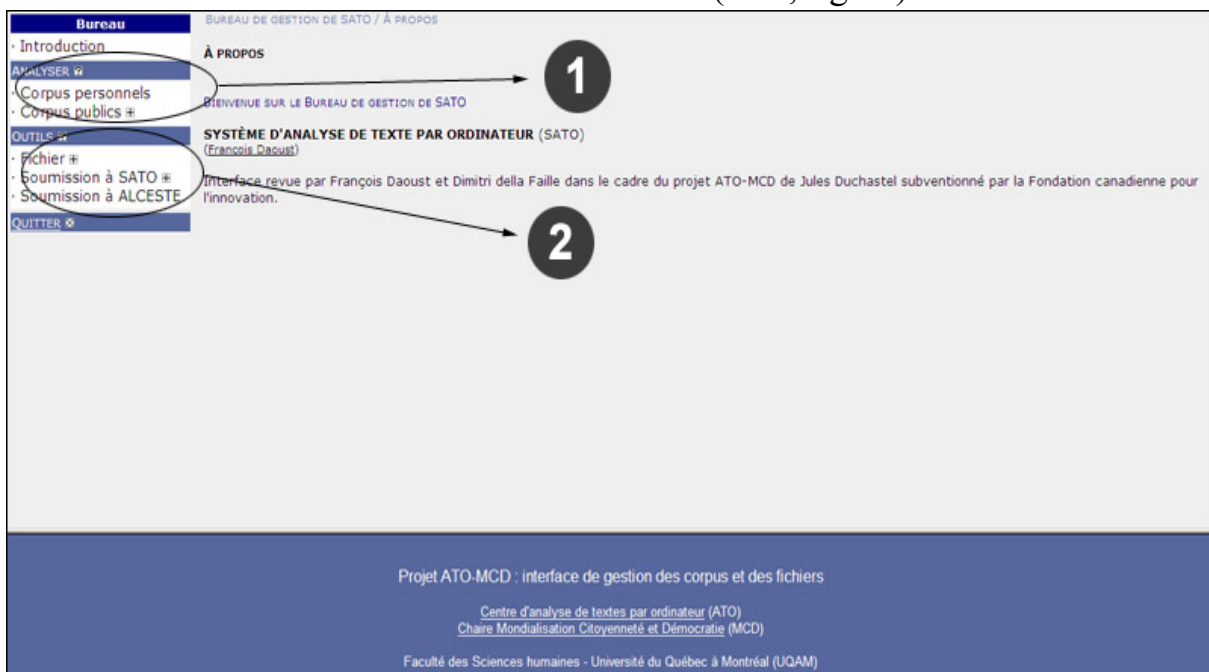 Bureau
· Introduction
ANALYSER
· Corpus personnels
· Corpus publics
OUTILS
· Fichier
· Soumission à SATO
· Soumission à ALCESTE
QUITTER
BUREAU DE GESTION DE SATO / À PROPOS
À PROPOS
BIENVENUE SUR LE BUREAU DE GESTION DE SATO
SYSTÈME D'ANALYSE DE TEXTE PAR ORDINATEUR (SATO)
(François Daoust)
Interface revue par François Daoust et Dimitri della Faille dans le cadre du projet ATO-MCD de Jules Duchastel subventionné par la Fondation canadienne pour
l'innovation.
1
2
Projet ATO-MCD : interface de gestion des corpus et des fichiers
Centre d'analyse de textes par ordinateur (ATO)
Chaire Mondialisation Citoyenneté et Démocratie (MCD)
Faculté des Sciences humaines - Université du Québec à Montréal (UQAM)